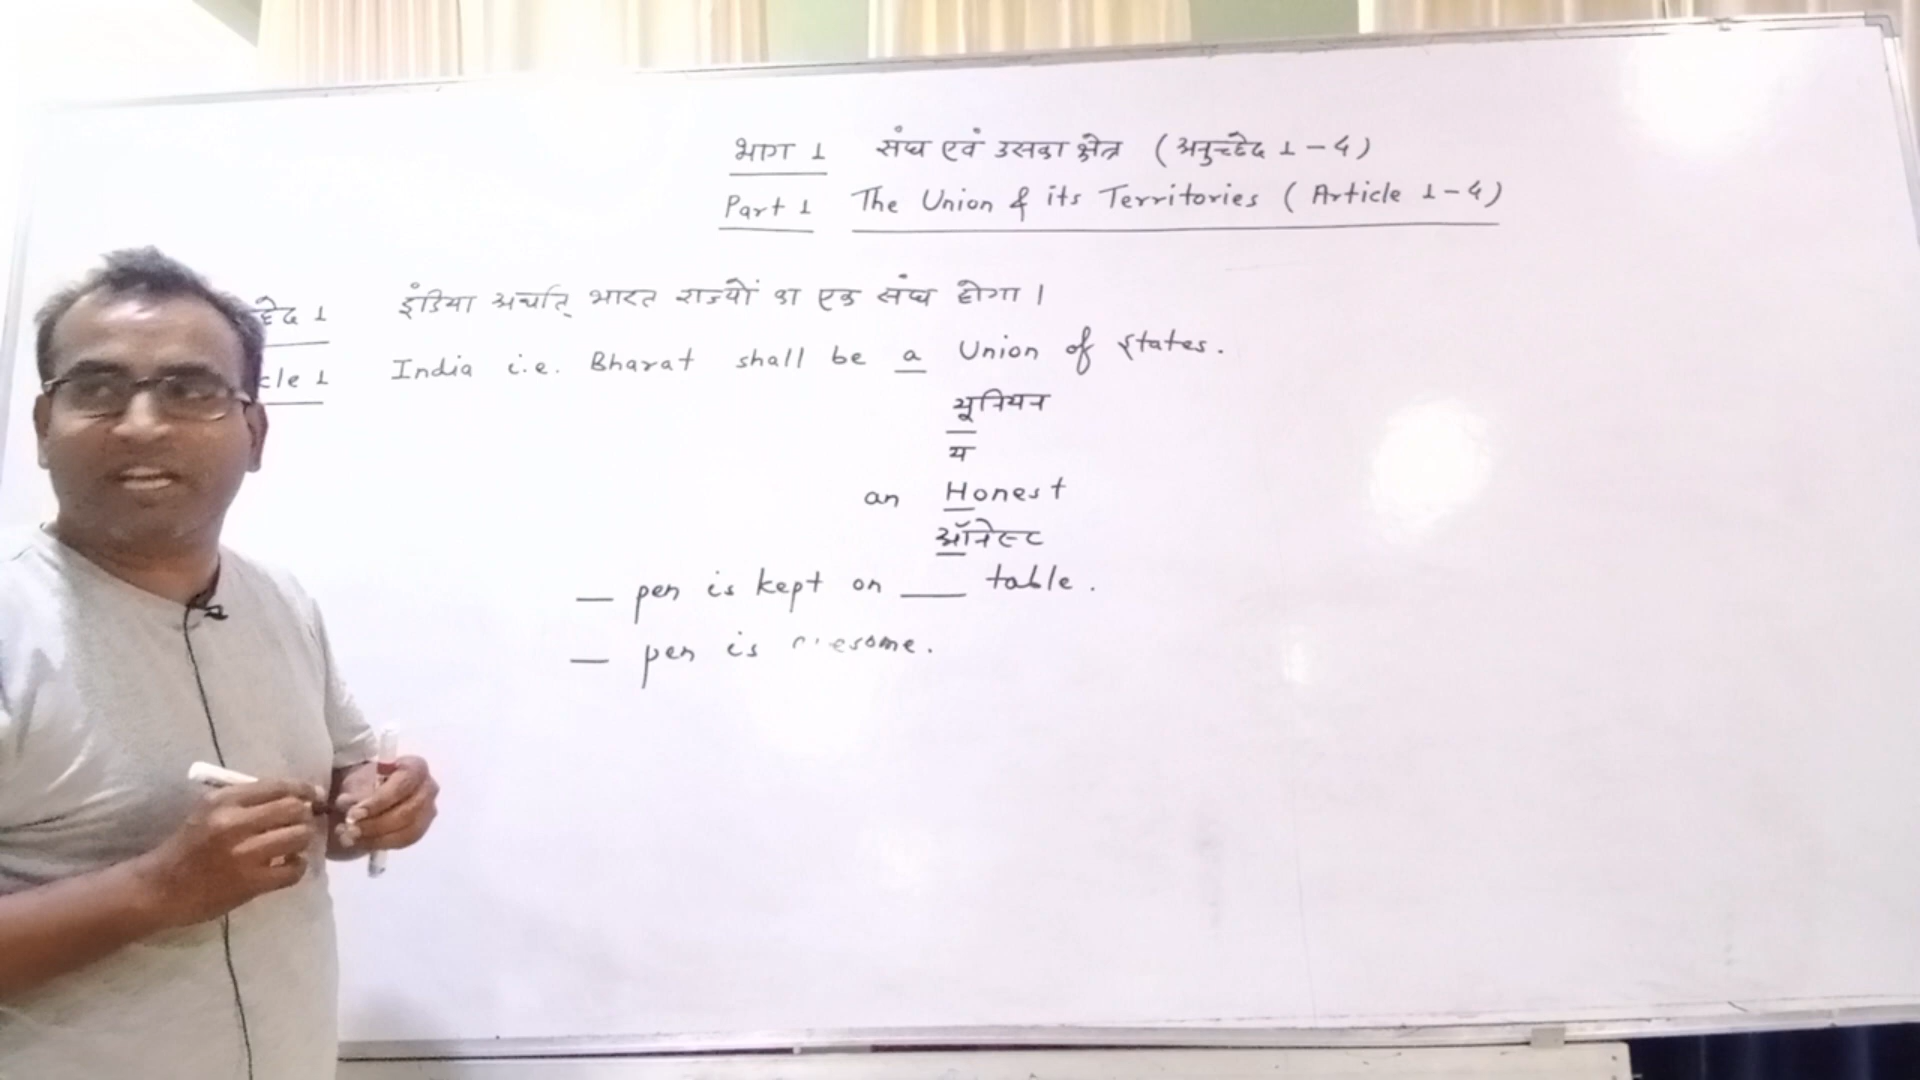 भाग 1 संघ एवं उसका क्षेत्र (अनुच्छेद 1-4)
Part 1 The Union & its Territories (Article 1-4)
च्छेद 1 इंडिया अर्थात् भारत राज्यों का एक संघ होगा।
cle 1 India i.e. Bharat shall be a Union of States.
यूनियन
य
an Honest
ऑनेस्ट
— pen is kept on ___ table.
— pen is